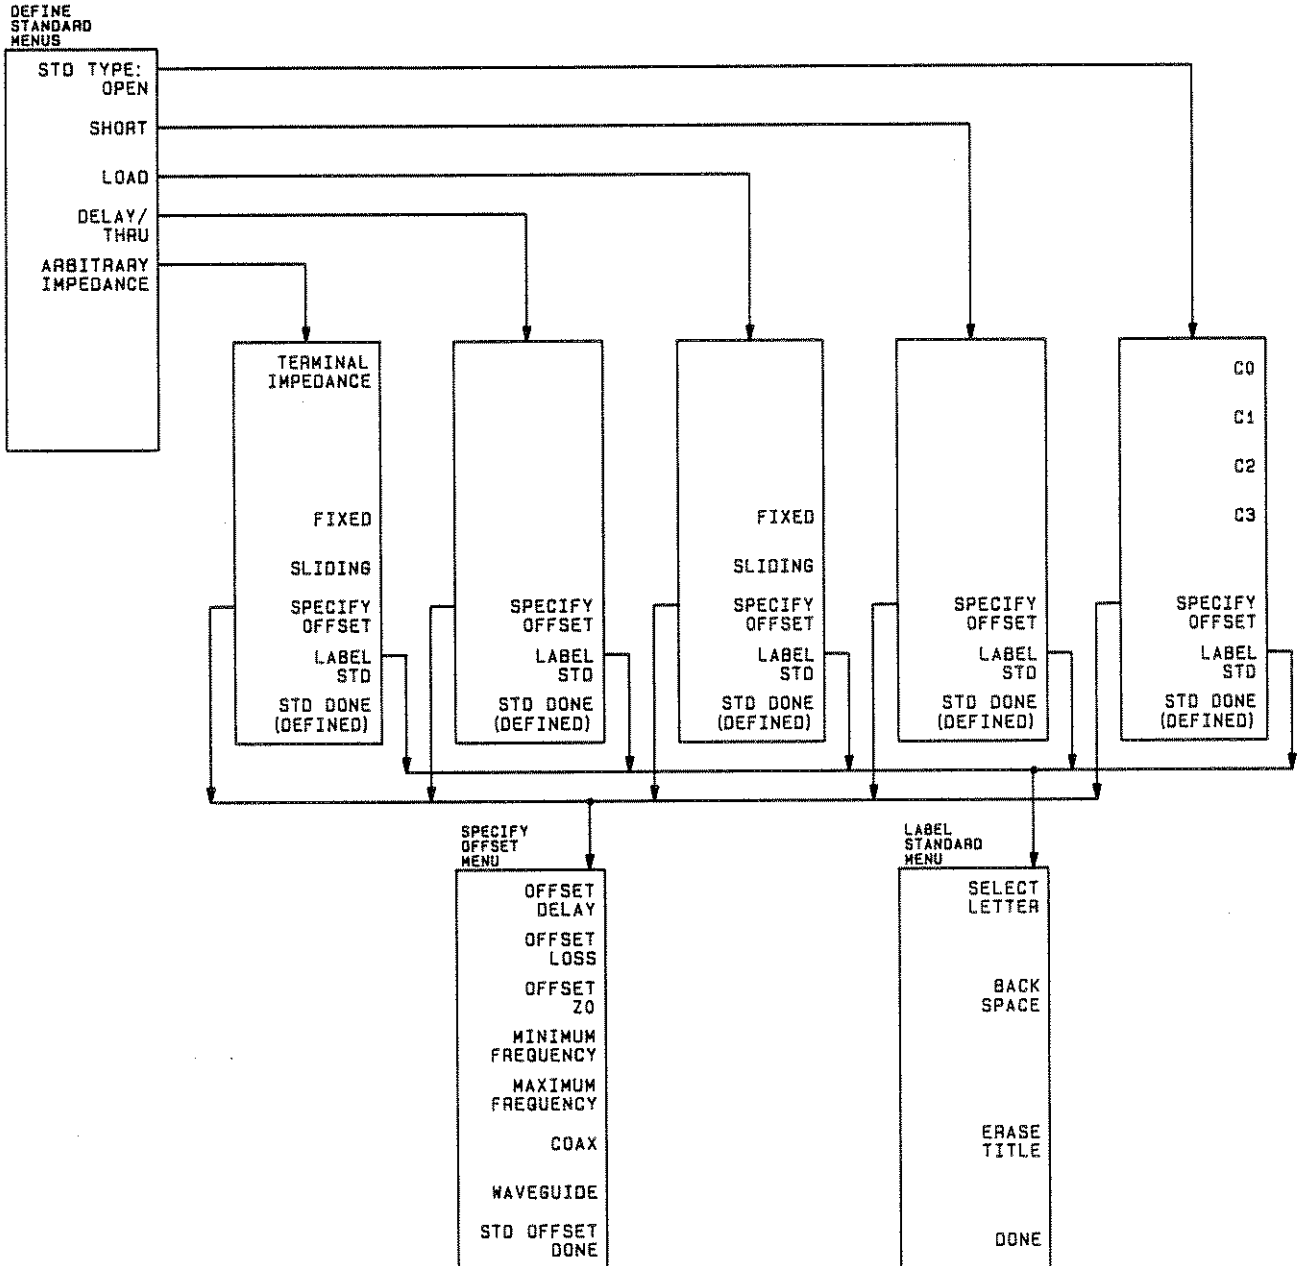 DEFINE
STANDARD
MENUS
STD TYPE:
OPEN
SHORT
LOAD
DELAY/
THRU
ARBITRARY
IMPEDANCE
TERMINAL
IMPEDANCE
FIXED
SLIDING
SPECIFY
OFFSET
LABEL
STD
STD DONE
(DEFINED)
SPECIFY
OFFSET
LABEL
STD
STD DONE
(DEFINED)
FIXED
SLIDING
SPECIFY
OFFSET
LABEL
STD
STD DONE
(DEFINED)
SPECIFY
OFFSET
LABEL
STD
STD DONE
(DEFINED)
C0
C1
C2
C3
SPECIFY
OFFSET
LABEL
STD
STD DONE
(DEFINED)
SPECIFY
OFFSET
MENU
OFFSET
DELAY
OFFSET
LOSS
OFFSET
Z0
MINIMUM
FREQUENCY
MAXIMUM
FREQUENCY
COAX
WAVEGUIDE
STD OFFSET
DONE
LABEL
STANDARD
MENU
SELECT
LETTER
BACK
SPACE
ERASE
TITLE
DONE